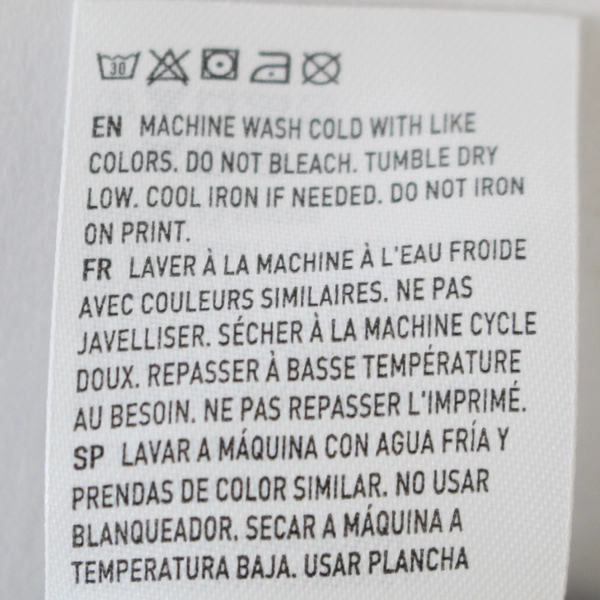 30
EN MACHINE WASH COLD WITH LIKE
COLORS. DO NOT BLEACH. TUMBLE DRY
LOW. COOL IRON IF NEEDED. DO NOT IRON
ON PRINT.
FR LAVER À LA MACHINE À L'EAU FROIDE
AVEC COULEURS SIMILAIRES. NE PAS
JAVELLISER. SÉCHER À LA MACHINE CYCLE
DOUX. REPASSER À BASSE TEMPÉRATURE
AU BESOIN. NE PAS REPASSER L'IMPRIMÉ.
SP LAVAR A MÁQUINA CON AGUA FRÍA Y
PRENDAS DE COLOR SIMILAR. NO USAR
BLANQUEADOR. SECAR A MÁQUINA A
TEMPERATURA BAJA. USAR PLANCHA